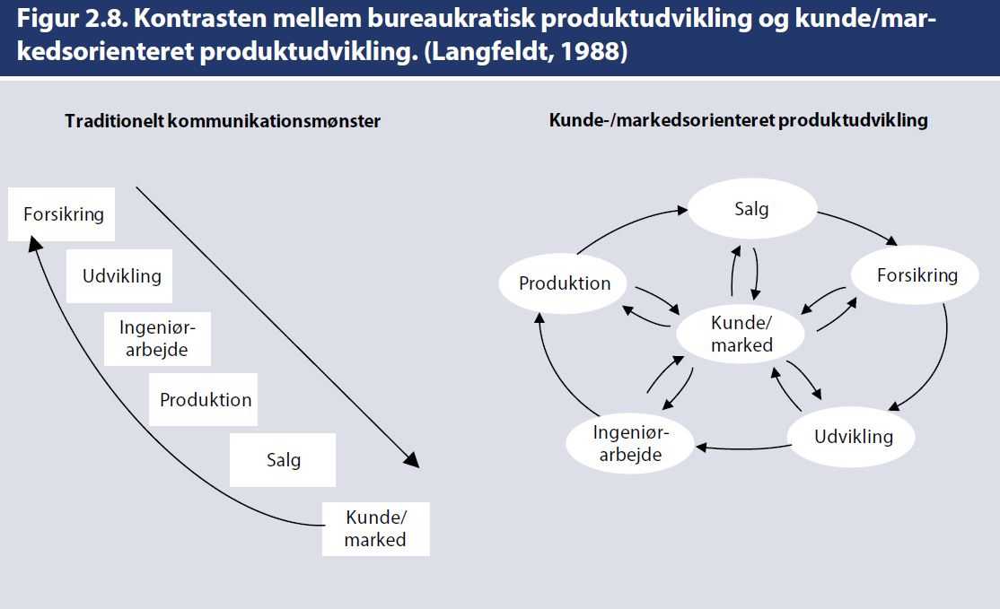 Figur 2.8. Kontrasten mellem bureaukratisk produktudvikling og kunde/mar-
kedsorienteret produktudvikling. (Langfeldt, 1988)
Traditionelt kommunikationsmønster
Forsikring
Udvikling
Ingeniør-
arbejde
Produktion
Salg
Kunde/
marked
Kunde-/markedsorienteret produktudvikling
Salg
Forsikring
Produktion
Kunde/
marked
Udvikling
Ingeniør-
arbejde